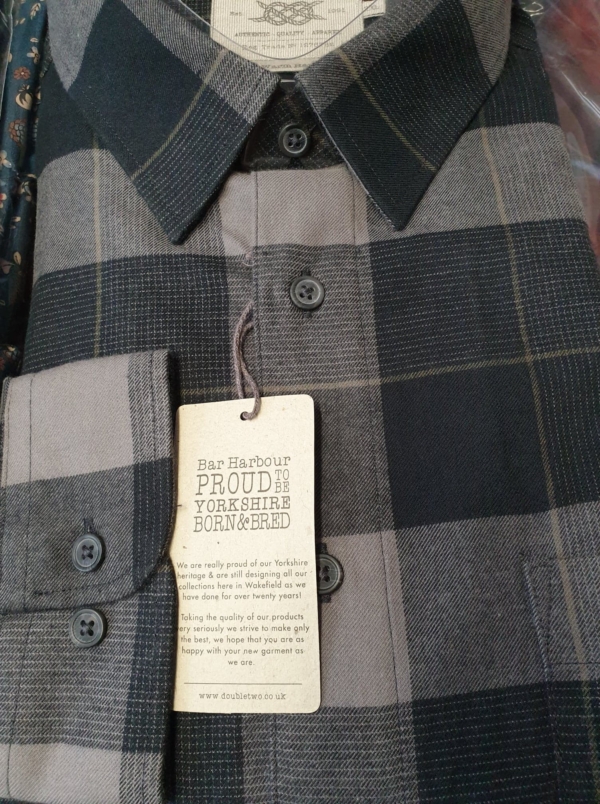 AUTHENTIC · QUALITY · APPAREL
Bar Harbour
PROUD TO BE
YORKSHIRE
BORN&BRED
We are really proud of our Yorkshire
heritage & are still designing all our
collections here in Wakefield as we
have done for over twenty years!
Taking the quality of our products
ery seriously we strive to make only
the best, we hope that you are as
happy with your new garment as
we are.
www.doubletwo.co.uk